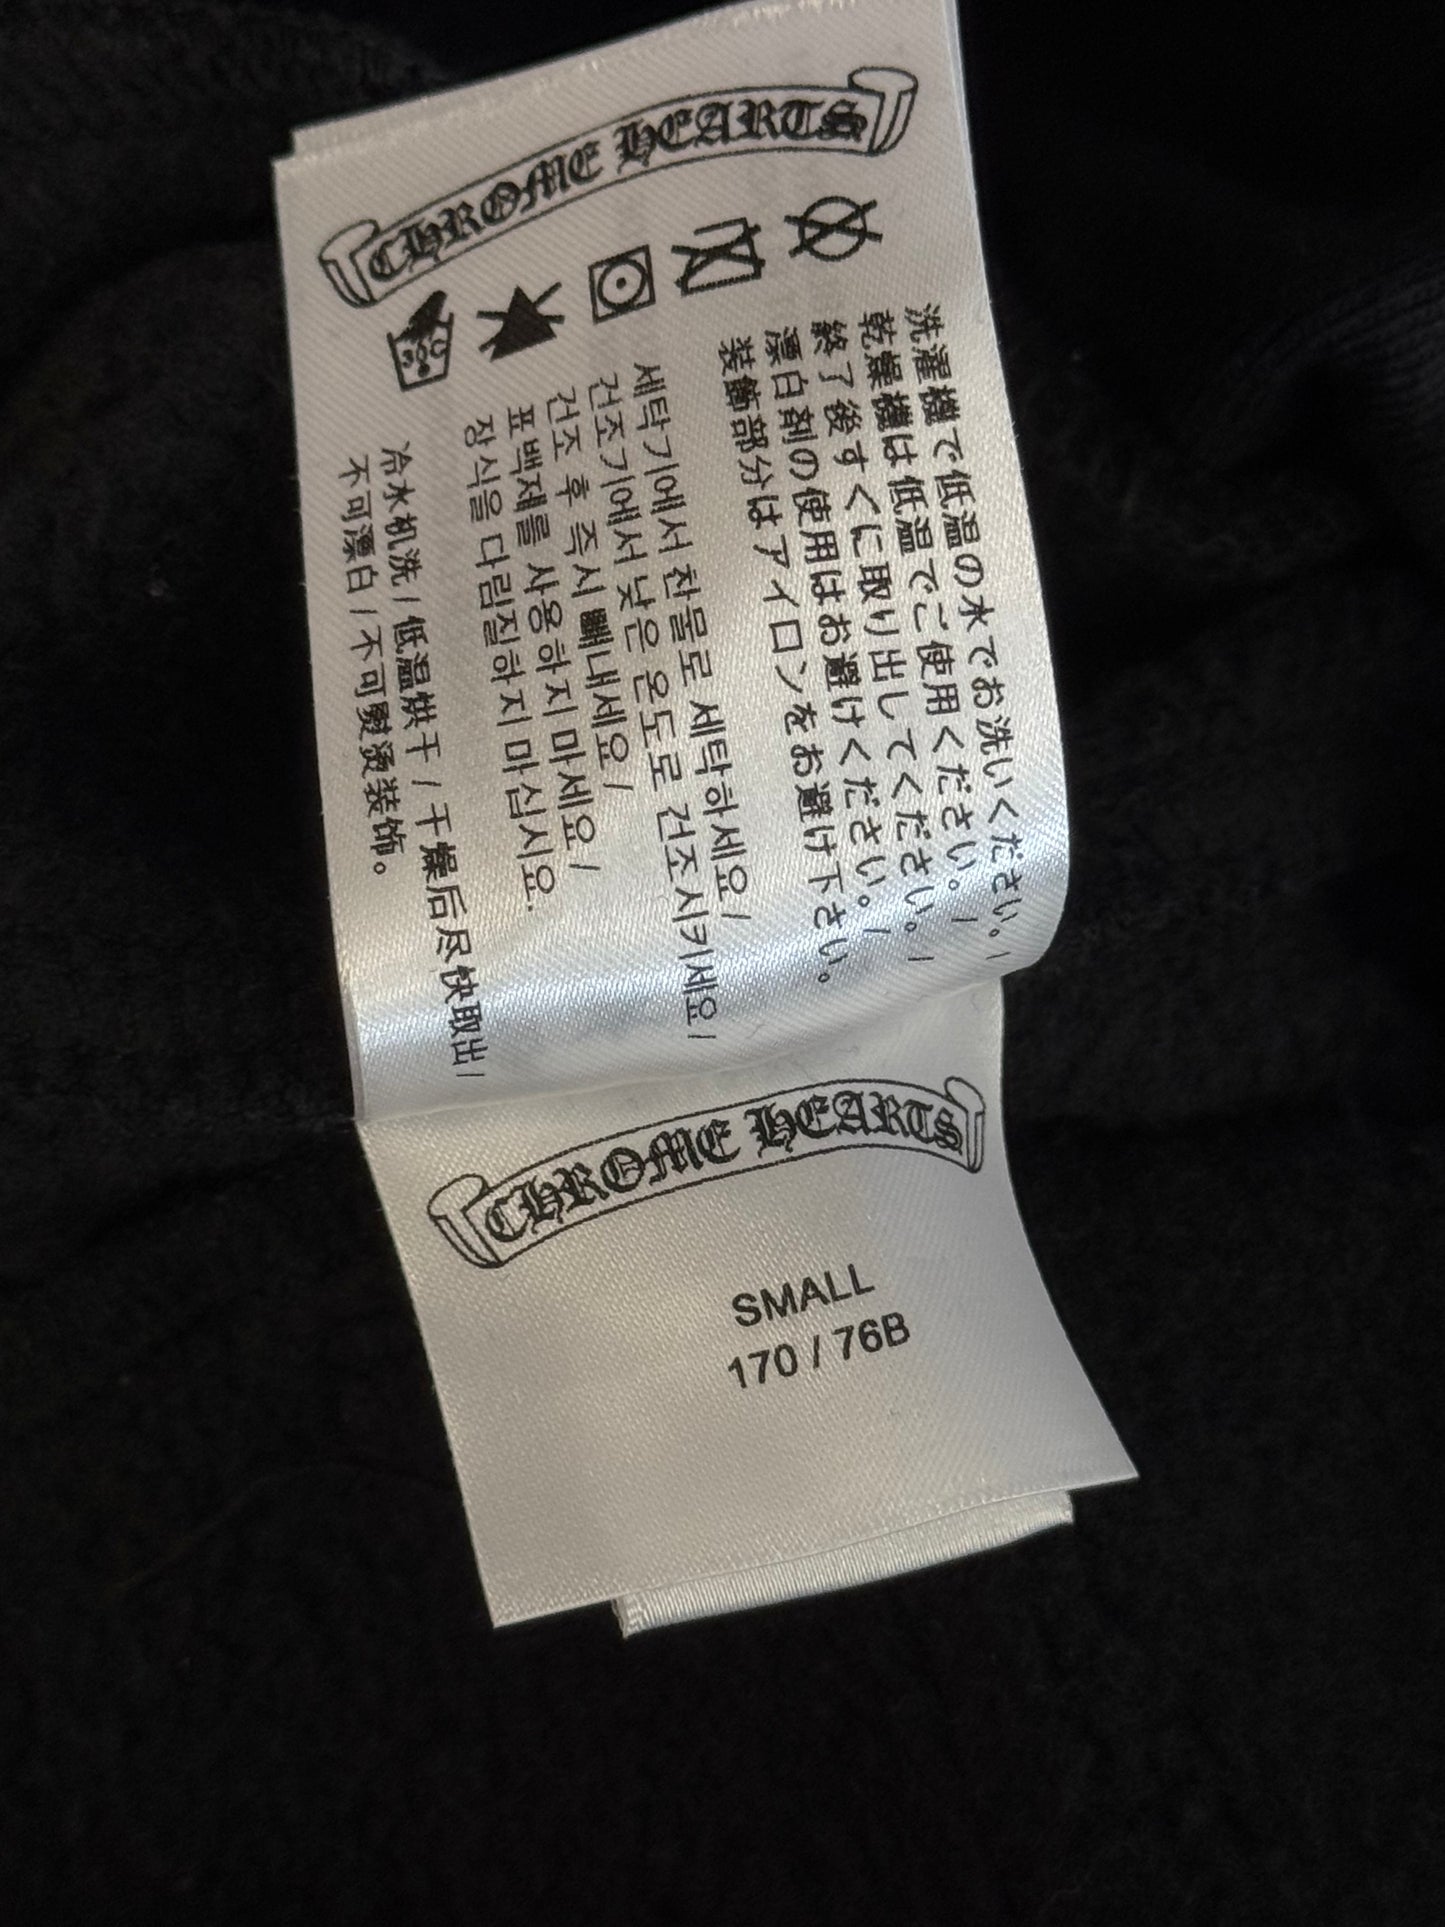 CHROME HEARTS
30°C
洗濯機で低温の水でお洗いください。/
乾燥機は低温でご使用ください。/
終了後すぐに取り出してください。/
漂白剤の使用はお避けください。/
装飾部分はアイロンをお避け下さい。
세탁기에서 찬물로 세탁하세요/
건조기에서 낮은 온도로 건조시키세요/
건조 후 즉시 빼내세요/
표백제를 사용하지 마세요/
장식을 다림질하지 마십시요.
冷水机洗/低温烘干/干燥后尽快取出/
不可漂白/不可熨烫装饰。
CHROME HEARTS
SMALL
170 / 76B